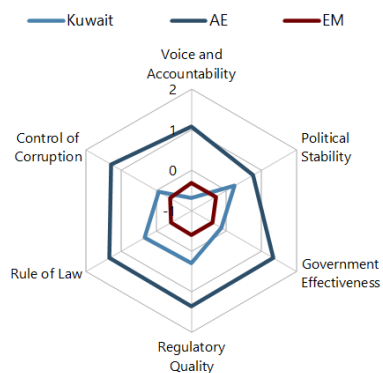 Kuwait AE EM
Voice and
Accountability
2
1
0
-1
Political
Stability
Government
Effectiveness
Regulatory
Quality
Rule of Law
Control of
Corruption